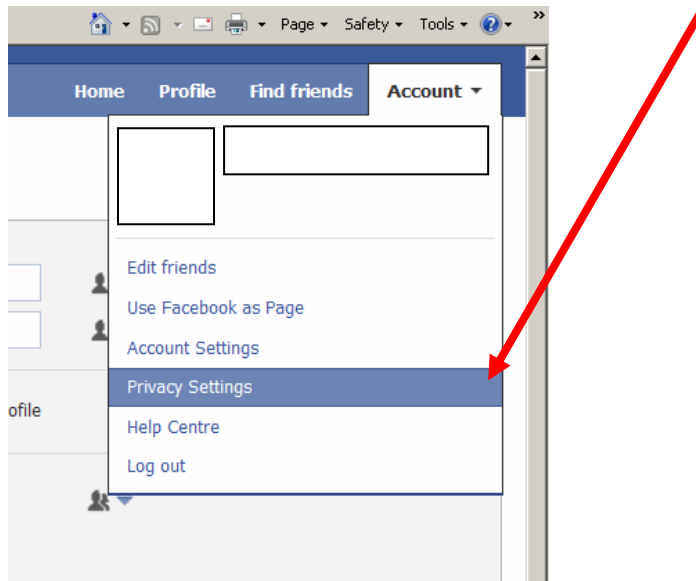 Page Safety Tools ? »
Home Profile Find friends Account
Edit friends
Use Facebook as Page
Account Settings
Privacy Settings
ofile
Help Centre
Log out